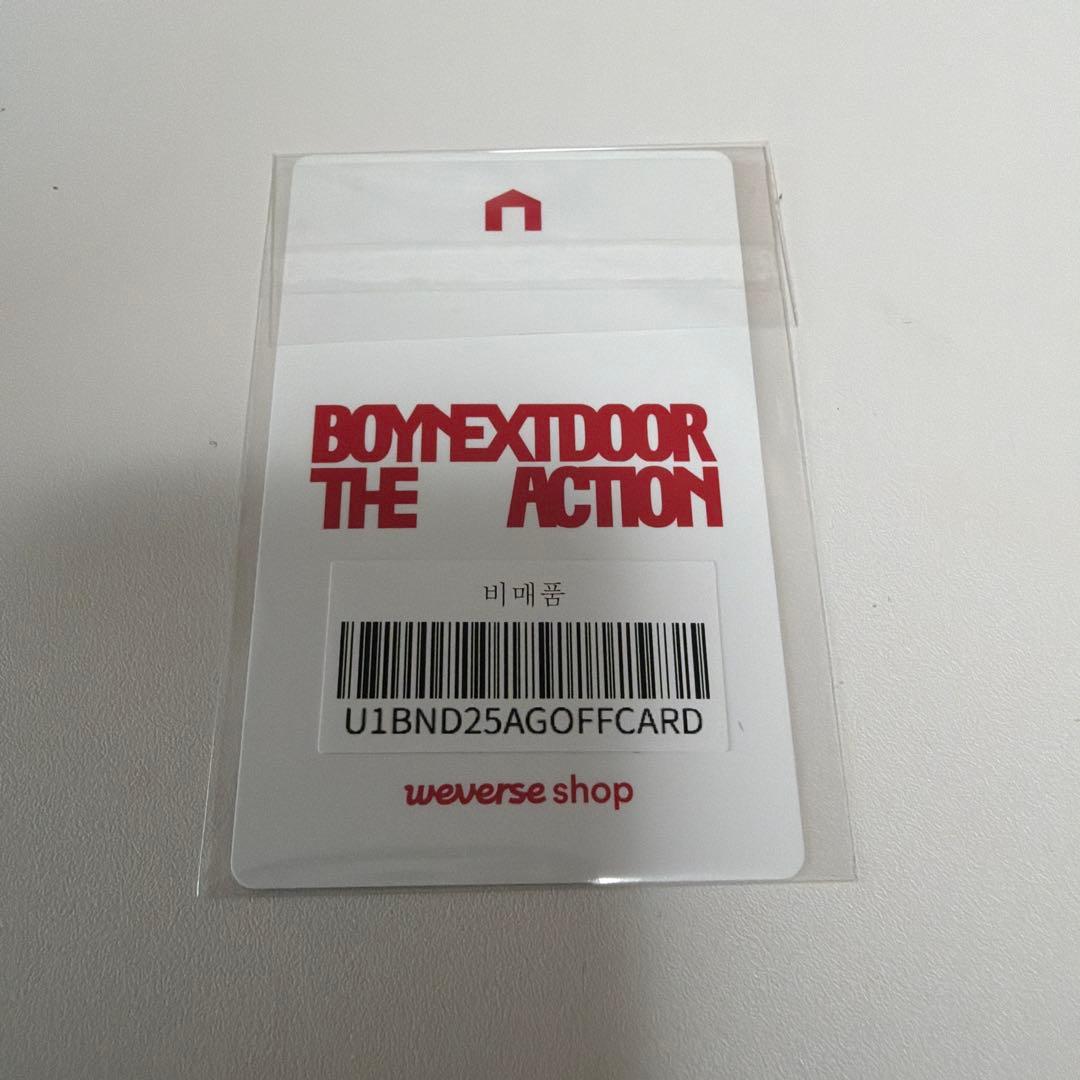 BOYNEXTDOOR
THE ACTION
비매품
U1BND25AGOFFCARD
weverse shop